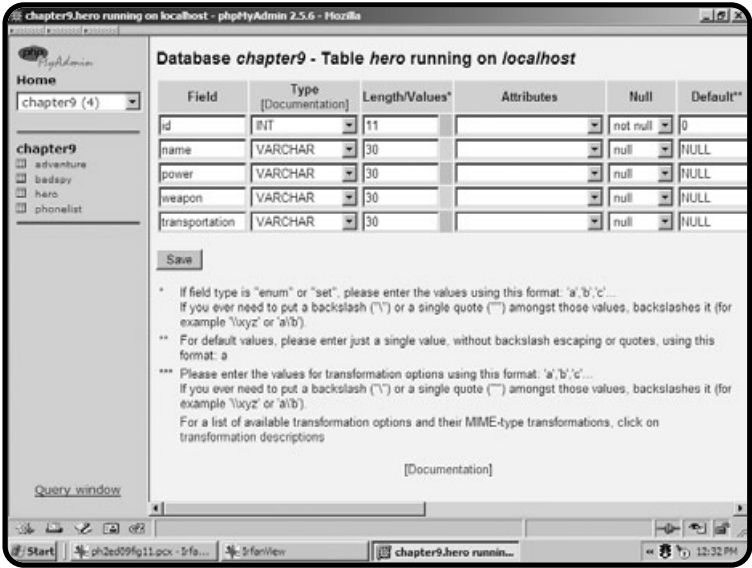 chapter9.hero running on localhost - phpMyAdmin 2.5.6 - Mozilla
php
MyAdmin
Home
chapter9 (4)
chapter9
adventure
badspy
hero
phonelist
Query window
Database chapter9 - Table hero running on localhost
Field Type [Documentation] Length/Values* Attributes Null Default**
id INT 11 not null 0
name VARCHAR 30 null NULL
power VARCHAR 30 null NULL
weapon VARCHAR 30 null NULL
transportation VARCHAR 30 null NULL
Save
* If field type is "enum" or "set", please enter the values using this format: 'a','b','c'...
If you ever need to put a backslash ("\") or a single quote ("'") amongst those values, backslashes it (for
example '\\xyz' or 'a\'b').
** For default values, please enter just a single value, without backslash escaping or quotes, using this
format: a
*** Please enter the values for transformation options using this format: 'a','b','c'...
If you ever need to put a backslash ("\") or a single quote ("'") amongst those values, backslashes it (for
example '\\xyz' or 'a\'b').
For a list of available transformation options and their MIME-type transformations, click on
transformation descriptions
[Documentation]
Start ph2ed09fig11.pcx - Irfa... IrfanView chapter9.hero runnin... 12:32 PM